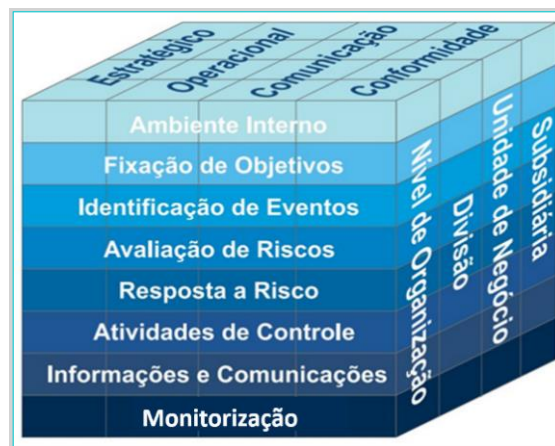 Estratégico
Operacional
Comunicação
Conformidade
Ambiente Interno
Fixação de Objetivos
Identificação de Eventos
Avaliação de Riscos
Resposta a Risco
Atividades de Controle
Informações e Comunicações
Monitorização
Nível de Organização
Divisão
Unidade de Negócio
Subsidiaria